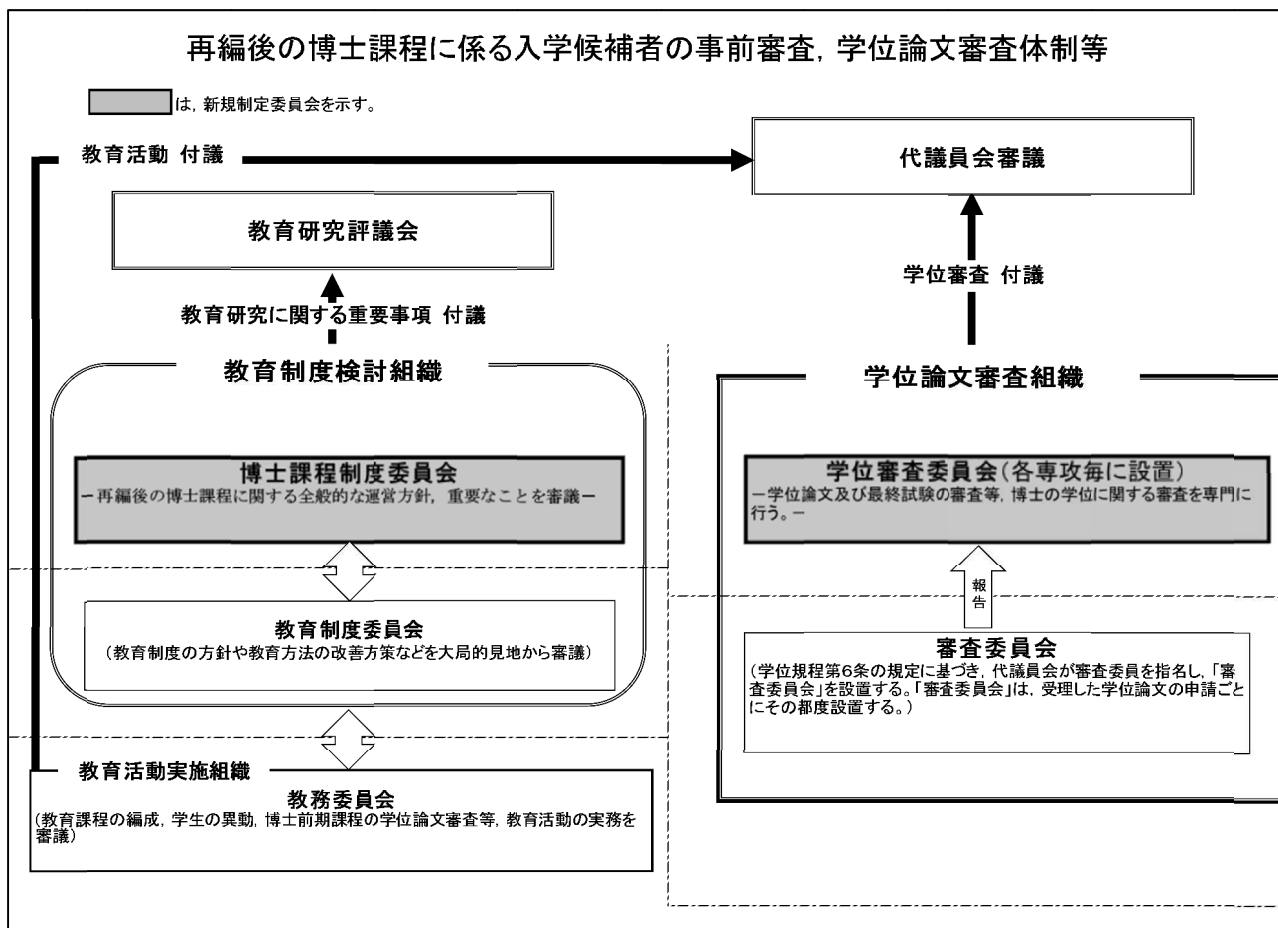 再編後の博士課程に係る入学候補者の事前審査, 学位論文審査体制等
は, 新規制定委員会を示す。
教育活動 付議
代議員会審議
教育研究評議会
学位審査 付議
教育研究に関する重要事項 付議
教育制度検討組織
学位論文審査組織
博士課程制度委員会
－再編後の博士課程に関する全般的な運営方針, 重要なことを審議－
学位審査委員会(各専攻毎に設置)
－学位論文及び最終試験の審査等, 博士の学位に関する審査を専門に
行う。－
報告
教育制度委員会
(教育制度の方針や教育方法の改善方策などを大局的見地から審議)
審査委員会
(学位規程第6条の規定に基づき, 代議員会が審査委員を指名し, 「審
査委員会」を設置する。「審査委員会」は, 受理した学位論文の申請ごと
にその都度設置する。)
教育活動実施組織
教務委員会
(教育課程の編成, 学生の異動, 博士前期課程の学位論文審査等, 教育活動の実務を
審議)